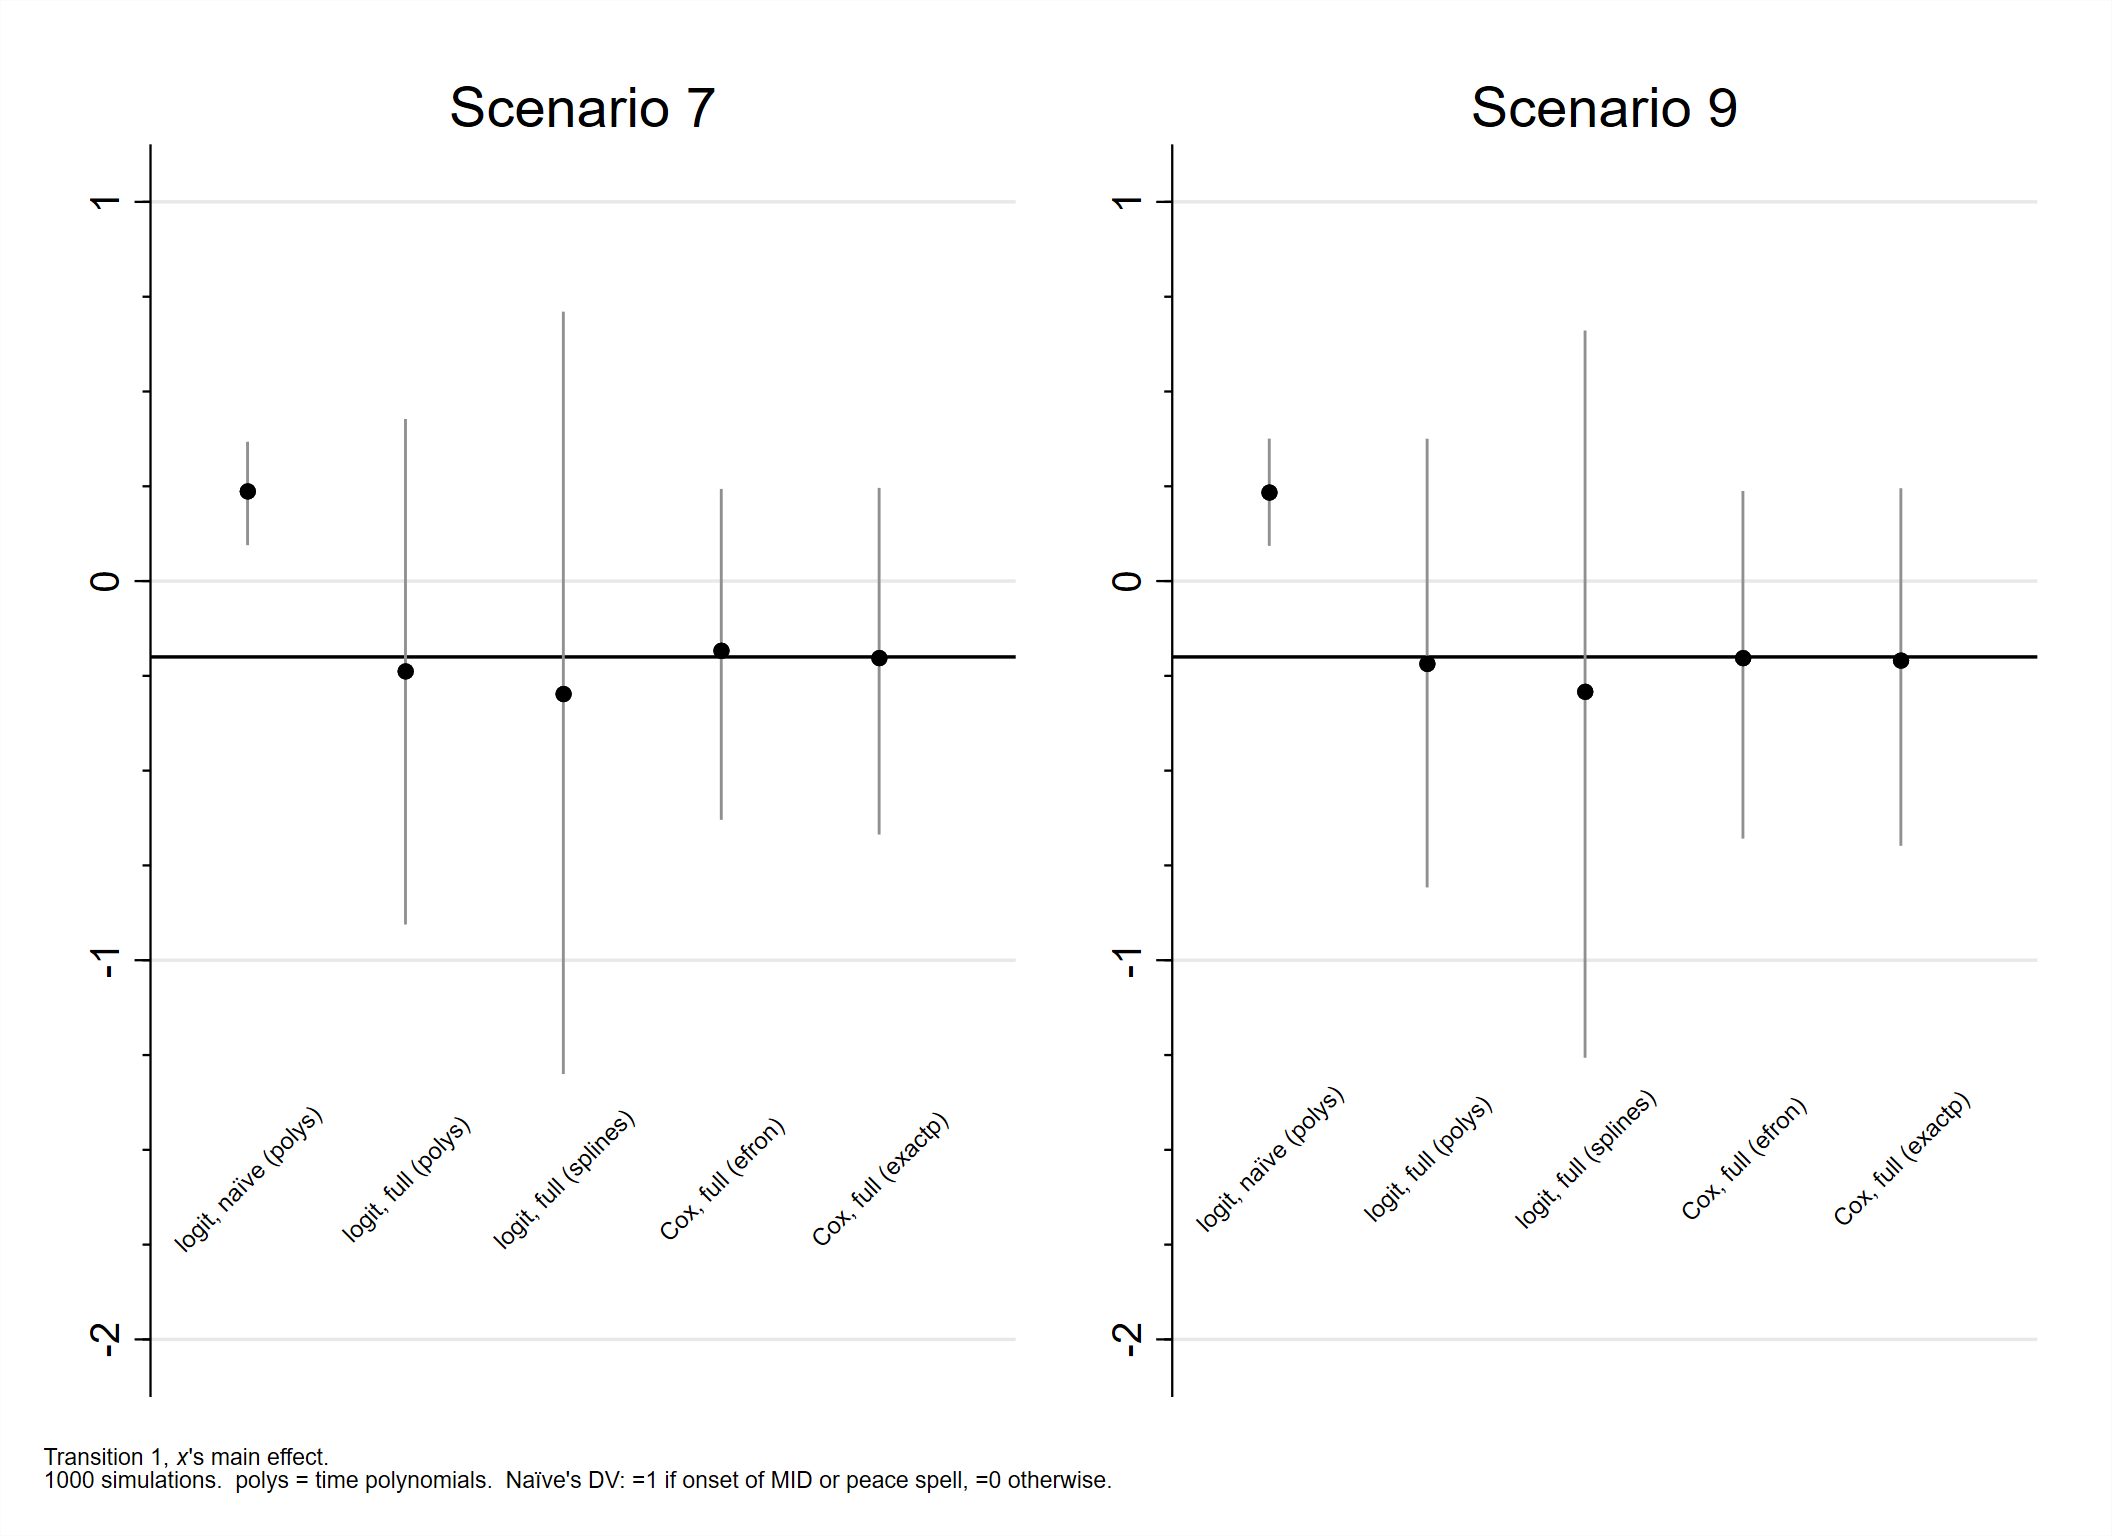 Scenario 7
1
0
-1
-2
logit, naïve (polys)
logit, full (polys)
logit, full (splines)
Cox, full (efron)
Cox, full (exactp)
Scenario 9
1
0
-1
-2
logit, naïve (polys)
logit, full (polys)
logit, full (splines)
Cox, full (efron)
Cox, full (exactp)
Transition 1, x's main effect.
1000 simulations.  polys = time polynomials.  Naïve's DV: =1 if onset of MID or peace spell, =0 otherwise.